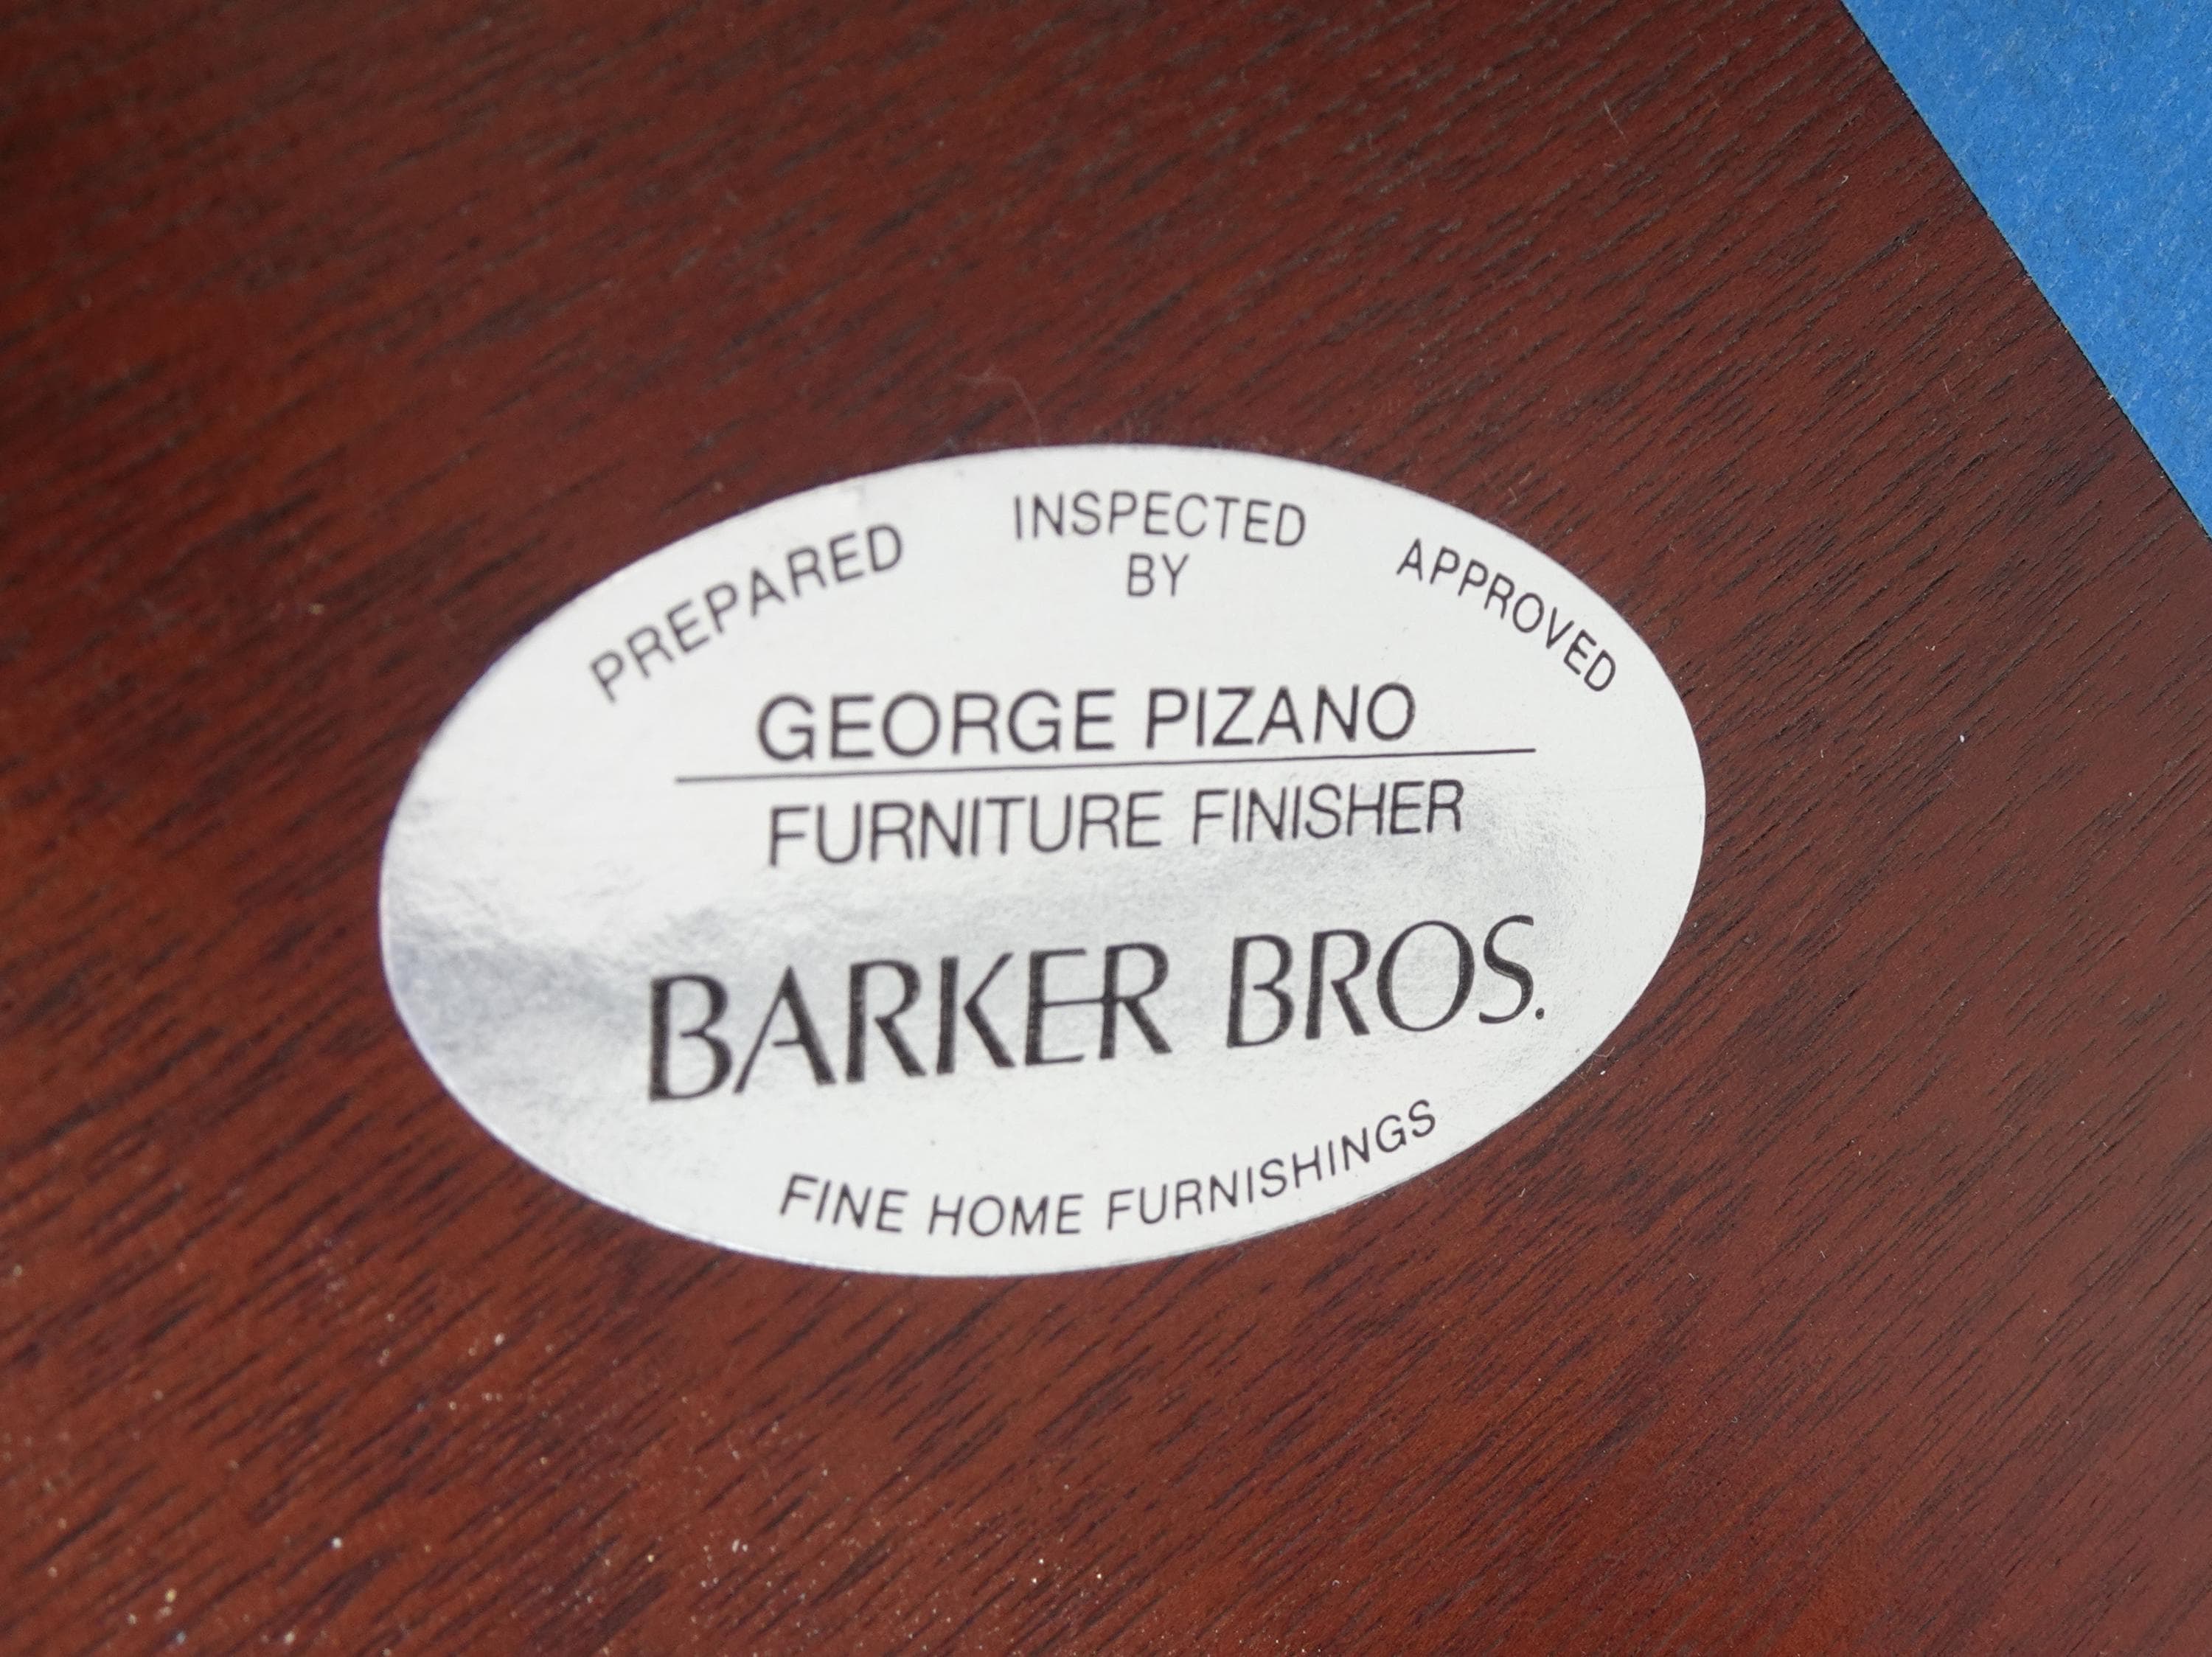 PREPARED INSPECTED APPROVED
BY
GEORGE PIZANO
FURNITURE FINISHER
BARKER BROS.
FINE HOME FURNISHINGS